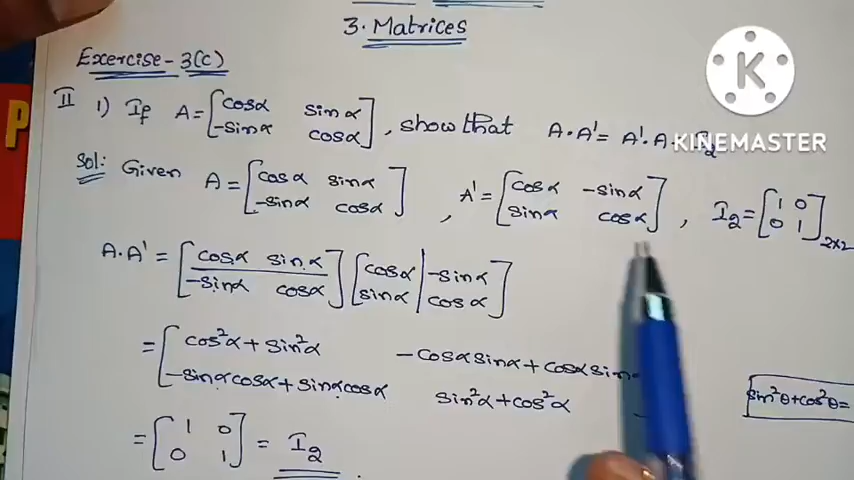 3. Matrices
Exercise-3(c)
II 1) If A = [cosα sinα
-sinα cosα], show that A·A' = A'·A = I₂
Sol: Given A = [cosα sinα
-sinα cosα], A' = [cosα -sinα
sinα cosα], I₂ = [1 0
0 1]2x2
A·A' = [cosα sinα
-sinα cosα] [cosα -sinα
sinα cosα]
= [cos²α + sin²α -cosα sinα + cosα sin
-sinα cosα + sinα cosα sin²α + cos²α
sin²θ + cos²θ =
= [1 0
0 1] = I₂
K
KINEMASTER
P